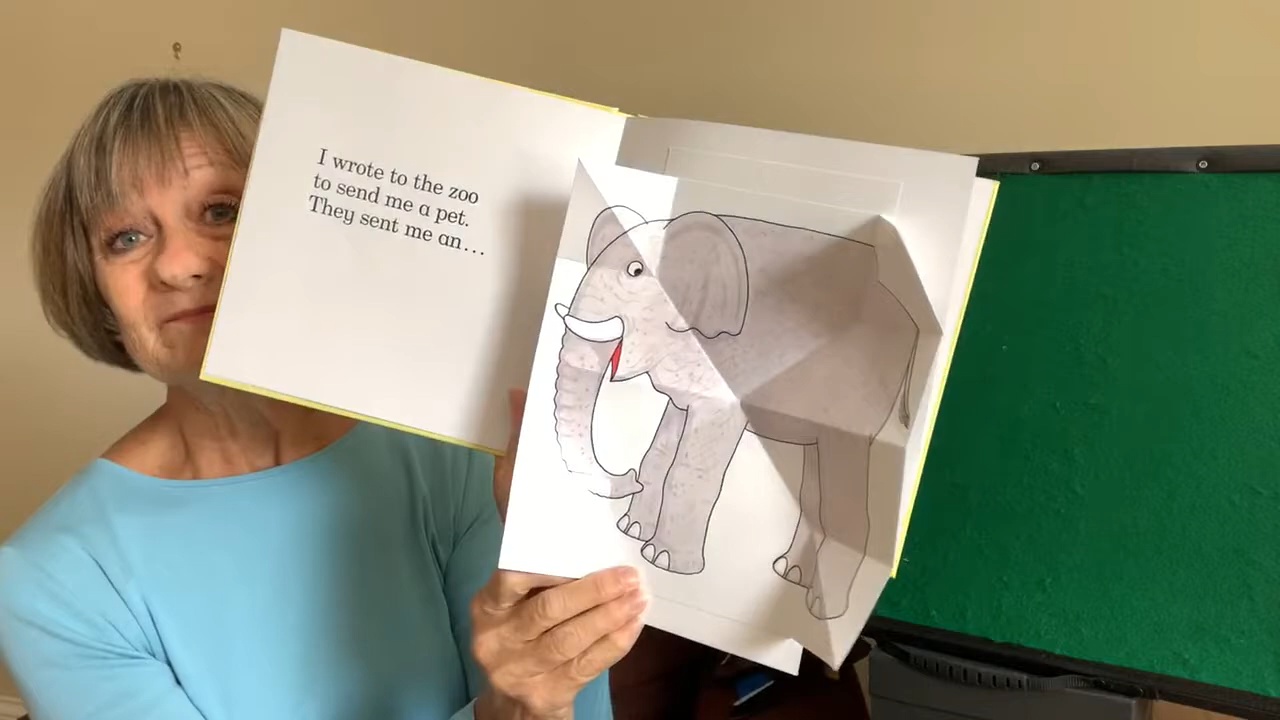 I wrote to the zoo
to send me a pet.
They sent me an...